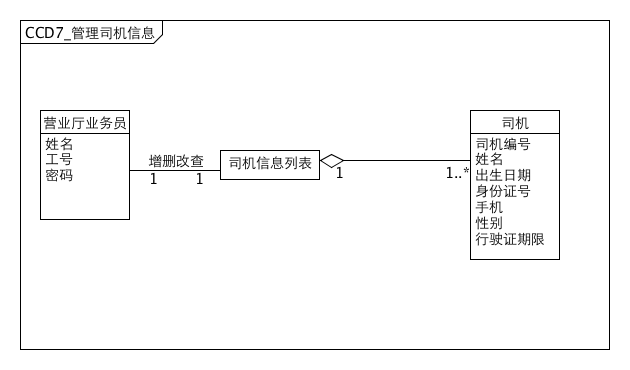 CCD7_管理司机信息
营业厅业务员
姓名
工号
密码
增删改查
1
1
司机信息列表
1
1..*
司机
司机编号
姓名
出生日期
身份证号
手机
性别
行驶证期限